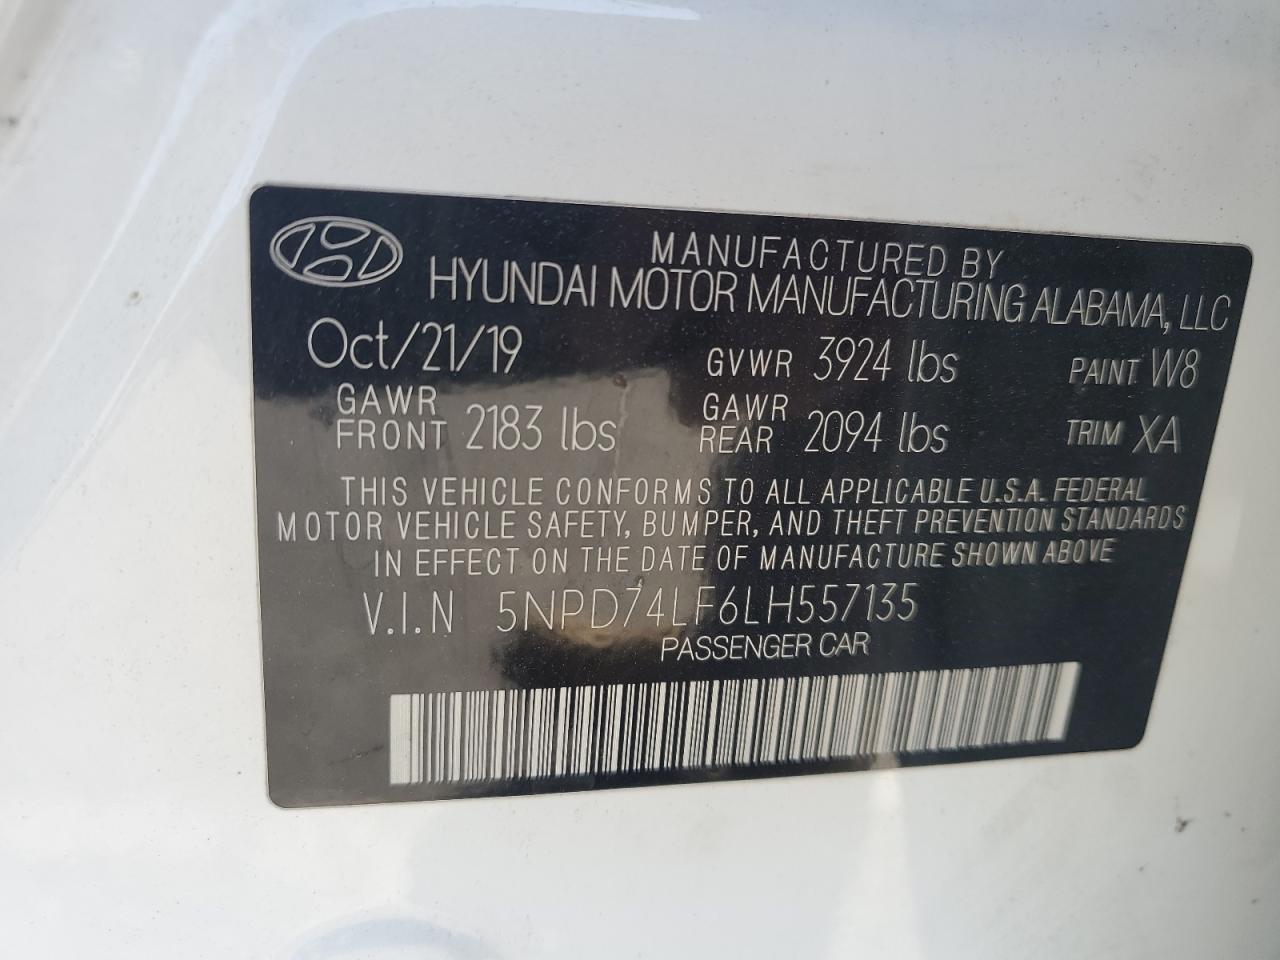 MANUFACTURED BY
HYUNDAI MOTOR MANUFACTURING ALABAMA, LLC
Oct/21/19 GVWR 3924 lbs PAINT W8
GAWR FRONT 2183 lbs GAWR REAR 2094 lbs TRIM XA
THIS VEHICLE CONFORMS TO ALL APPLICABLE U.S.A. FEDERAL
MOTOR VEHICLE SAFETY, BUMPER, AND THEFT PREVENTION STANDARDS
IN EFFECT ON THE DATE OF MANUFACTURE SHOWN ABOVE
V.I.N 5NPD74LF6LH557135
PASSENGER CAR